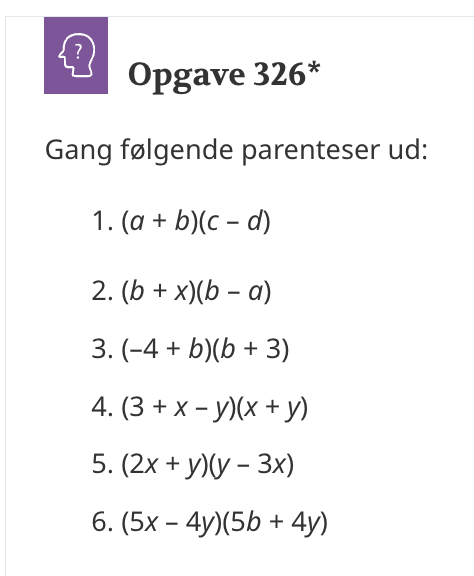 ?
Opgave 326*
Gang følgende parenteser ud:
1. (a + b)(c – d)
2. (b + x)(b – a)
3. (–4 + b)(b + 3)
4. (3 + x – y)(x + y)
5. (2x + y)(y – 3x)
6. (5x – 4y)(5b + 4y)